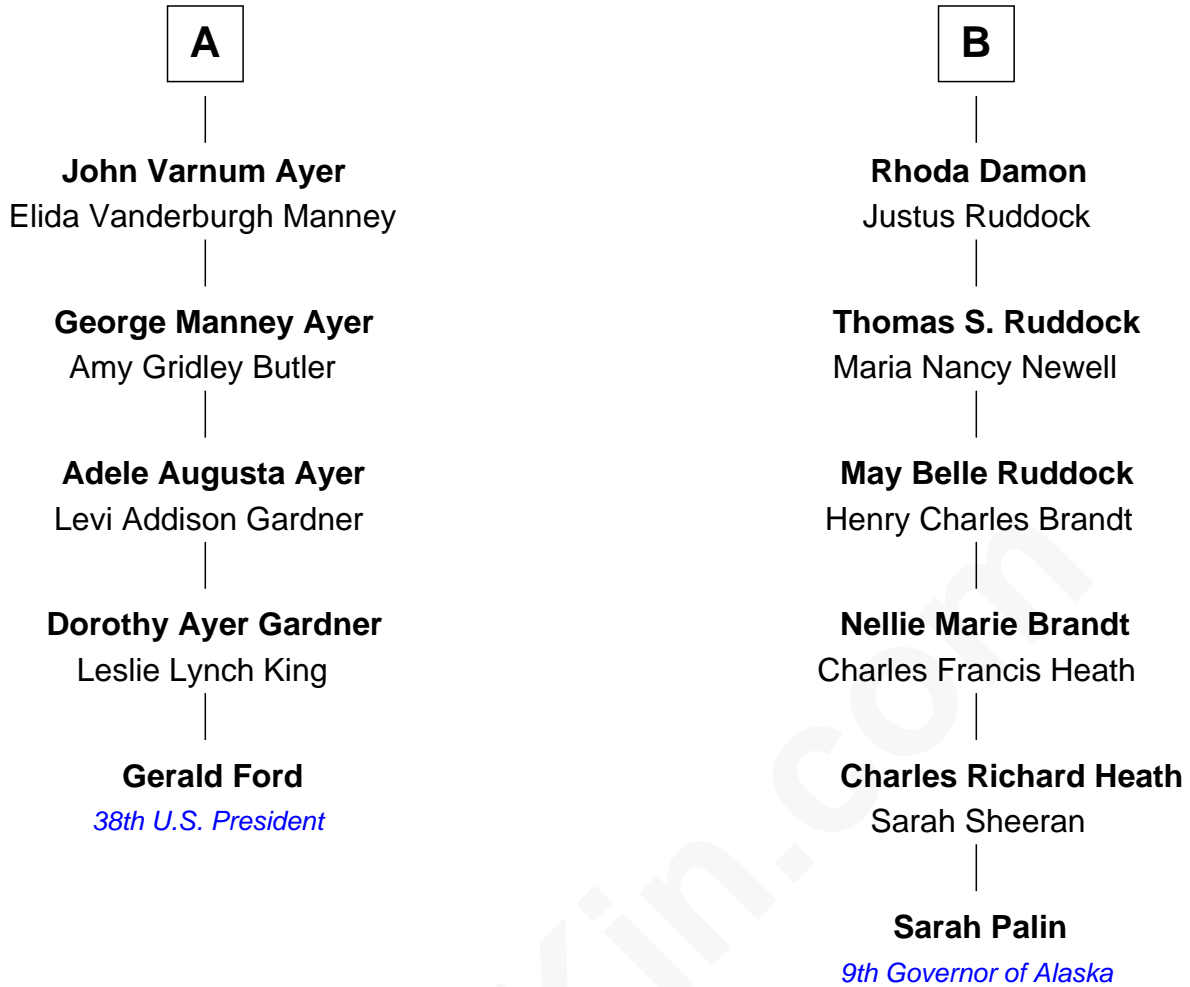 A
John Varnum Ayer
Elida Vanderburgh Manney
George Manney Ayer
Amy Gridley Butler
Adele Augusta Ayer
Levi Addison Gardner
Dorothy Ayer Gardner
Leslie Lynch King
Gerald Ford
38th U.S. President
B
Rhoda Damon
Justus Ruddock
Thomas S. Ruddock
Maria Nancy Newell
May Belle Ruddock
Henry Charles Brandt
Nellie Marie Brandt
Charles Francis Heath
Charles Richard Heath
Sarah Sheeran
Sarah Palin
9th Governor of Alaska
Kin.com